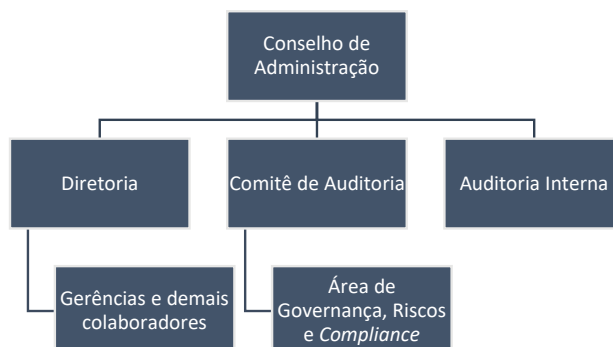 Conselho de
Administração
Diretoria
Comitê de Auditoria
Auditoria Interna
Gerências e demais
colaboradores
Área de
Governança, Riscos
e Compliance